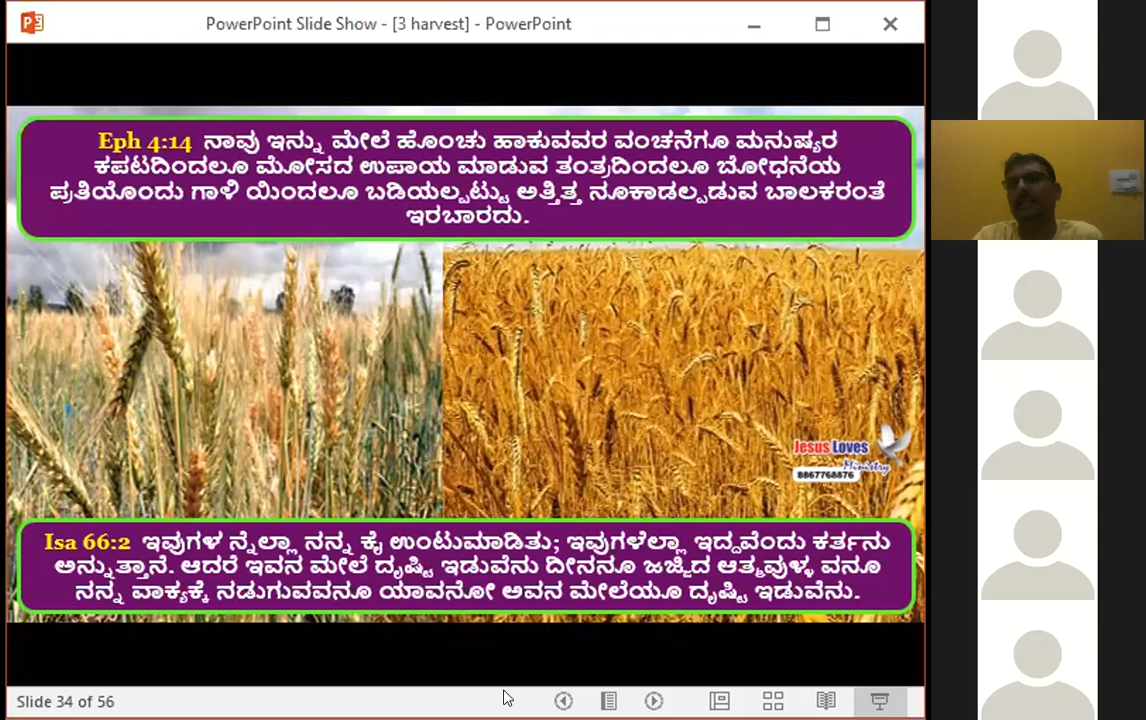 PowerPoint Slide Show - [3 harvest] - PowerPoint
Eph 4:14 ನಾವು ಇನ್ನು ಮೇಲೆ ಹೊಂಚು ಹಾಕುವವರ ವಂಚನೆಗೂ ಮನುಷ್ಯರ
ಕಪಟದಿಂದಲೂ ಮೋಸದ ಉಪಾಯ ಮಾಡುವ ತಂತ್ರದಿಂದಲೂ ಬೋಧನೆಯ
ಪ್ರತಿಯೊಂದು ಗಾಳಿ ಯಿಂದಲೂ ಬಡಿಯಲ್ಪಟ್ಟು ಅತ್ತಿತ್ತ ನೂಕಾಡಲ್ಪಡುವ ಬಾಲಕರಂತೆ
ಇರಬಾರದು.
Jesus Loves
Ministry
8867768876
Isa 66:2 ಇವುಗಳ ನ್ನೆಲ್ಲಾ ನನ್ನ ಕೈ ಉಂಟುಮಾಡಿತು; ಇವುಗಳೆಲ್ಲಾ ಇದ್ದವೆಂದು ಕರ್ತನು
ಅನ್ನುತ್ತಾನೆ. ಆದರೆ ಇವನ ಮೇಲೆ ದೃಷ್ಟಿ ಇಡುವೆನು ದೀನನೂ ಜಜ್ಜಿದ ಆತ್ಮವುಳ್ಳ ವನೂ
ನನ್ನ ವಾಕ್ಯಕ್ಕೆ ನಡುಗುವವನೂ ಯಾವನೋ ಅವನ ಮೇಲೆಯೂ ದೃಷ್ಟಿ ಇಡುವೆನು.
Slide 34 of 56